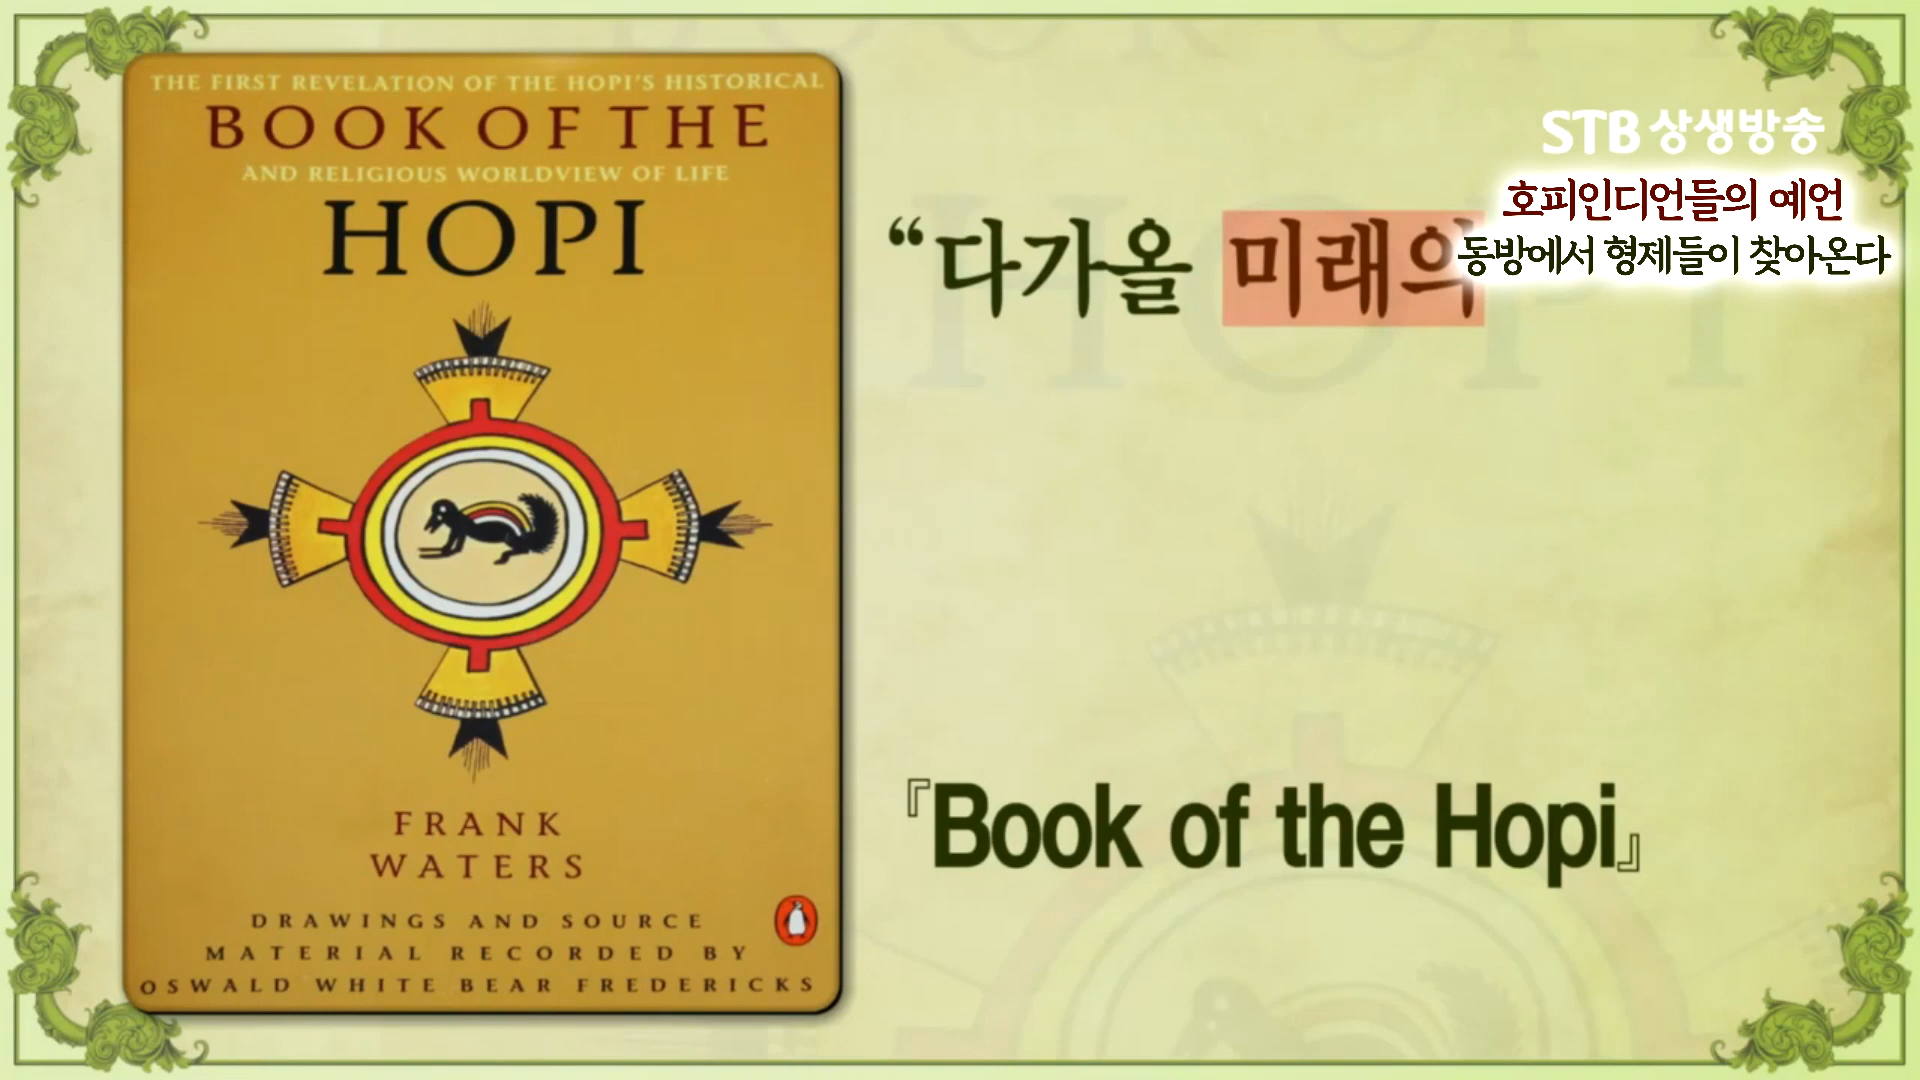 THE FIRST REVELATION OF THE HOPI'S HISTORICAL
BOOK OF THE
AND RELIGIOUS WORLDVIEW OF LIFE
HOPI
FRANK
WATERS
DRAWINGS AND SOURCE
MATERIAL RECORDED BY
OSWALD WHITE BEAR FREDERICKS
STB 상생방송
호피인디언들의 예언
동방에서 형제들이 찾아온다
“다가올 미래의
『Book of the Hopi』